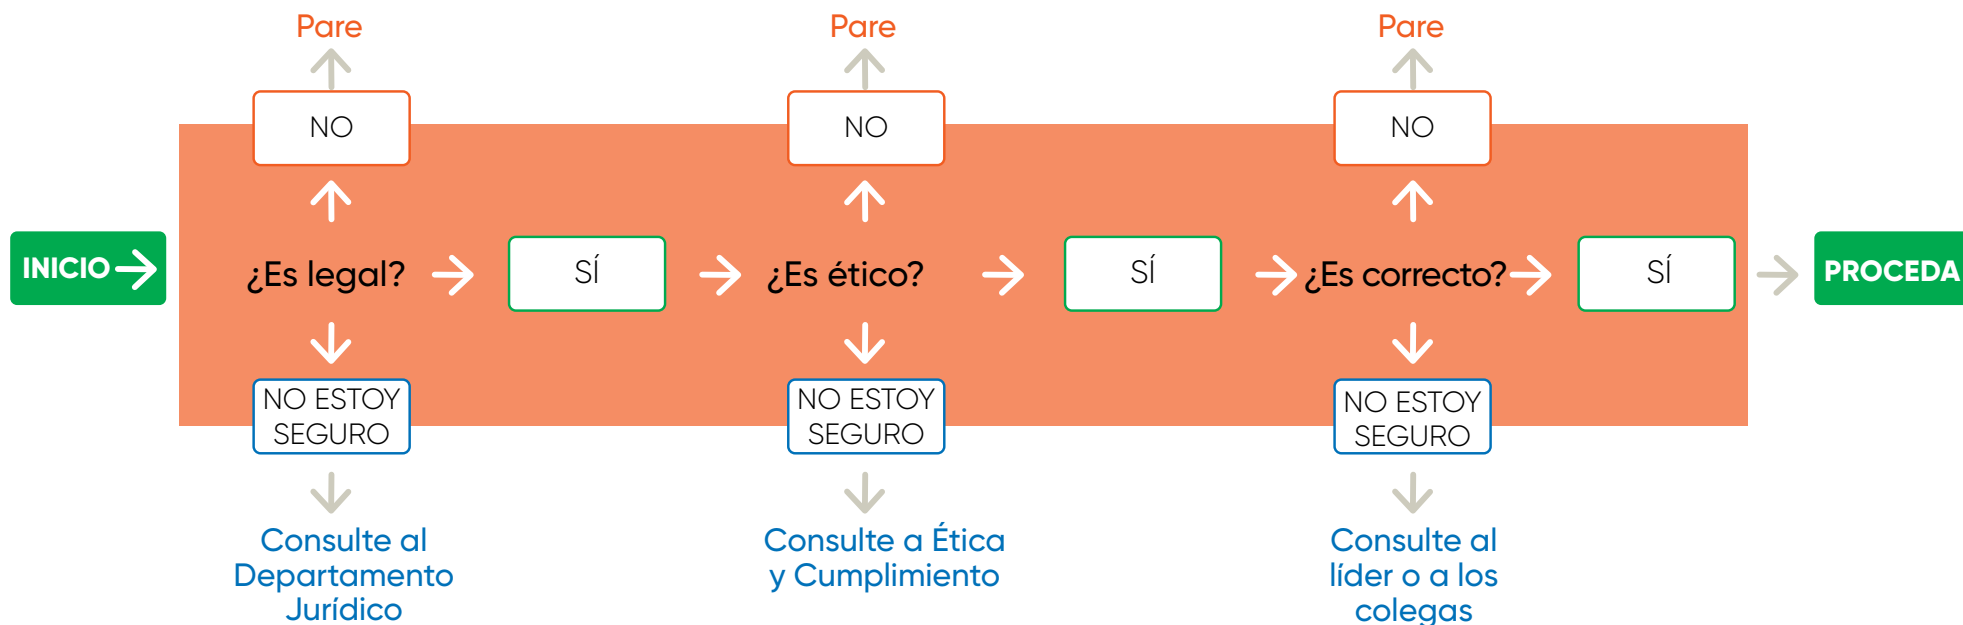 Pare
Pare
Pare
NO
NO
NO
INICIO
¿Es legal?
SÍ
¿Es ético?
SÍ
¿Es correcto?
SÍ
PROCEDA
NO ESTOY
SEGURO
NO ESTOY
SEGURO
NO ESTOY
SEGURO
Consulte al
Departamento
Jurídico
Consulte a Ética
y Cumplimiento
Consulte al
líder o a los
colegas